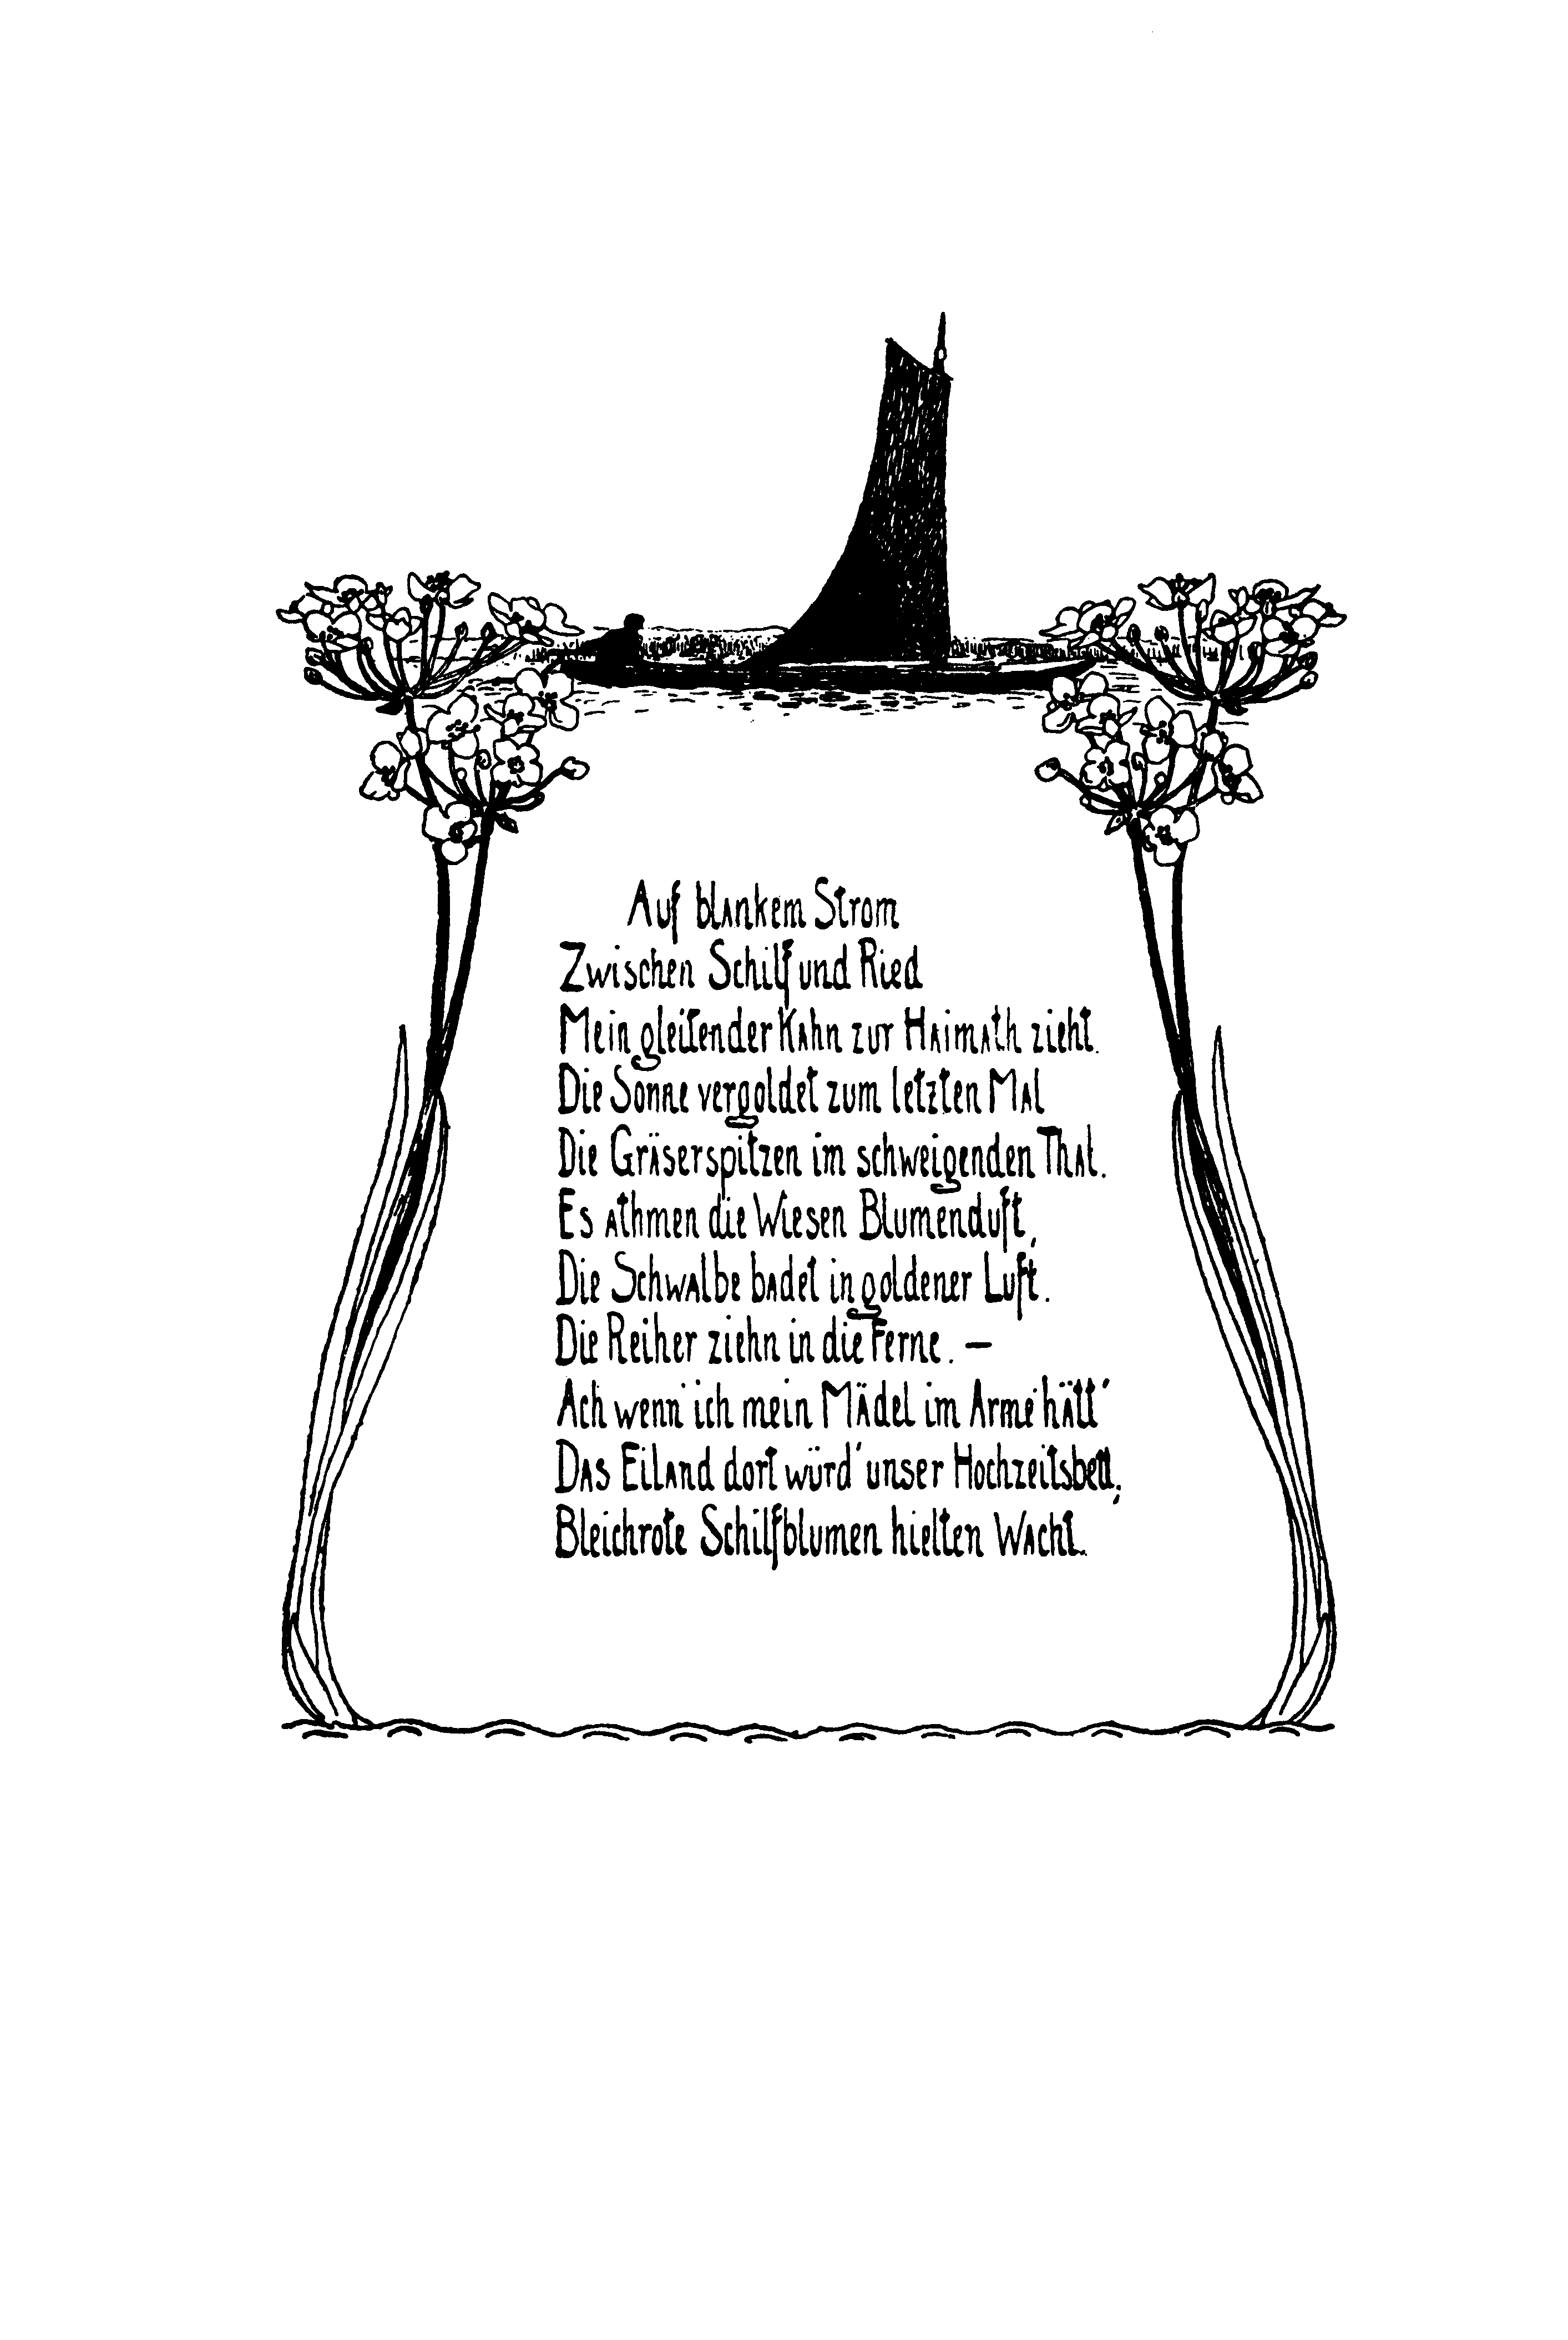 Auf blankem Strom
Zwischen Schilf und Ried
Mein gleitender Kahn zur Haimath zieht.
Die Sonne vergoldet zum letzten Mal
Die Gräserspitzen im schweigenden Thal.
Es athmen die Wiesen Blumenduft,
Die Schwalbe badet in goldener Luft.
Die Reiher ziehn in die Ferne. —
Ach wenn ich mein Mädel im Arme hätt'
Das Eiland dort würd' unser Hochzeitsbett;
Bleichrote Schilfblumen hielten Wacht.